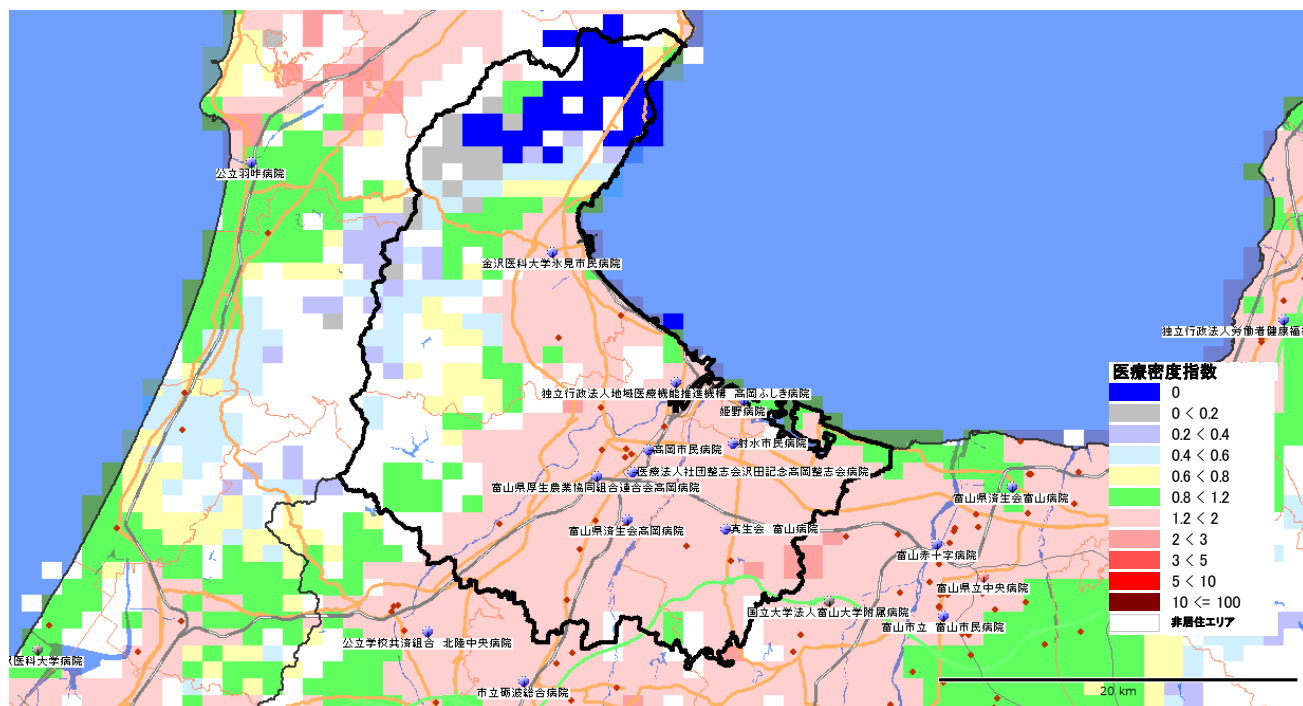 公立羽咋病院
金沢医科大学氷見市民病院
独立行政法人労働者健康福祉
独立行政法人地域医療機能推進機構 高岡ふしき病院
姫野病院
射水市民病院
高岡市民病院
医療法人社団整志会沢田記念高岡整志会病院
富山県厚生農業協同組合連合会高岡病院
富山県済生会富山病院
富山県済生会高岡病院
真生会 富山病院
富山赤十字病院
富山県立中央病院
国立大学法人富山大学附属病院
富山市立 富山市民病院
公立学校共済組合 北陸中央病院
沢医科大学病院
市立砺波総合病院
医療密度指数
0
0 < 0.2
0.2 < 0.4
0.4 < 0.6
0.6 < 0.8
0.8 < 1.2
1.2 < 2
2 < 3
3 < 5
5 < 10
10 <= 100
非居住エリア
20 km